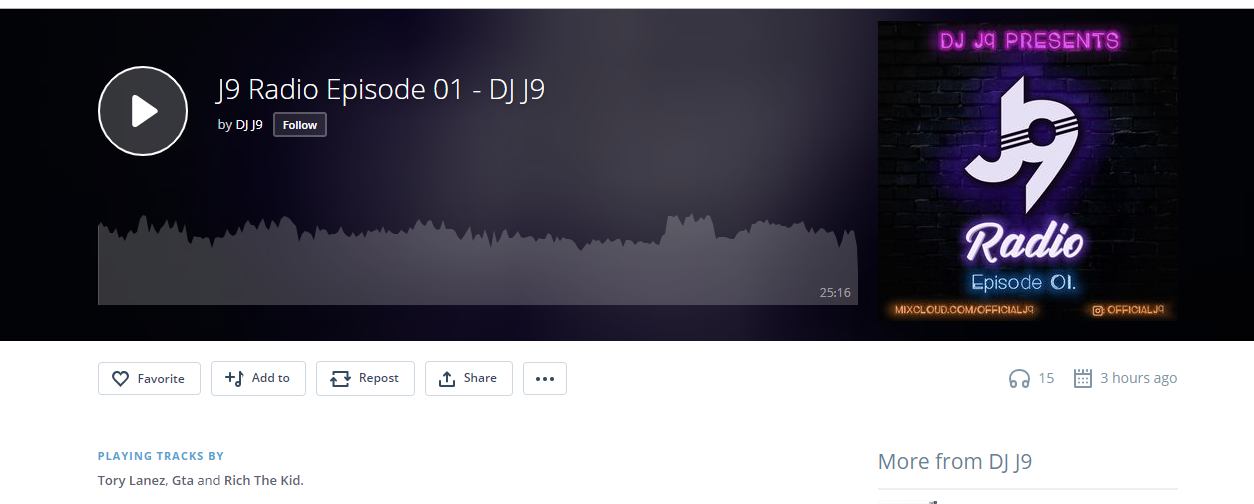 J9 Radio Episode 01 - DJ J9
by DJ J9 Follow
25:16
DJ J9 PRESENTS
J9
Radio
Episode 01.
MIXCLOUD.COM/OFFICIALJ9
OFFICIALJ9
Favorite
Add to
Repost
Share
15
3 hours ago
PLAYING TRACKS BY
Tory Lanez, Gta and Rich The Kid.
More from DJ J9